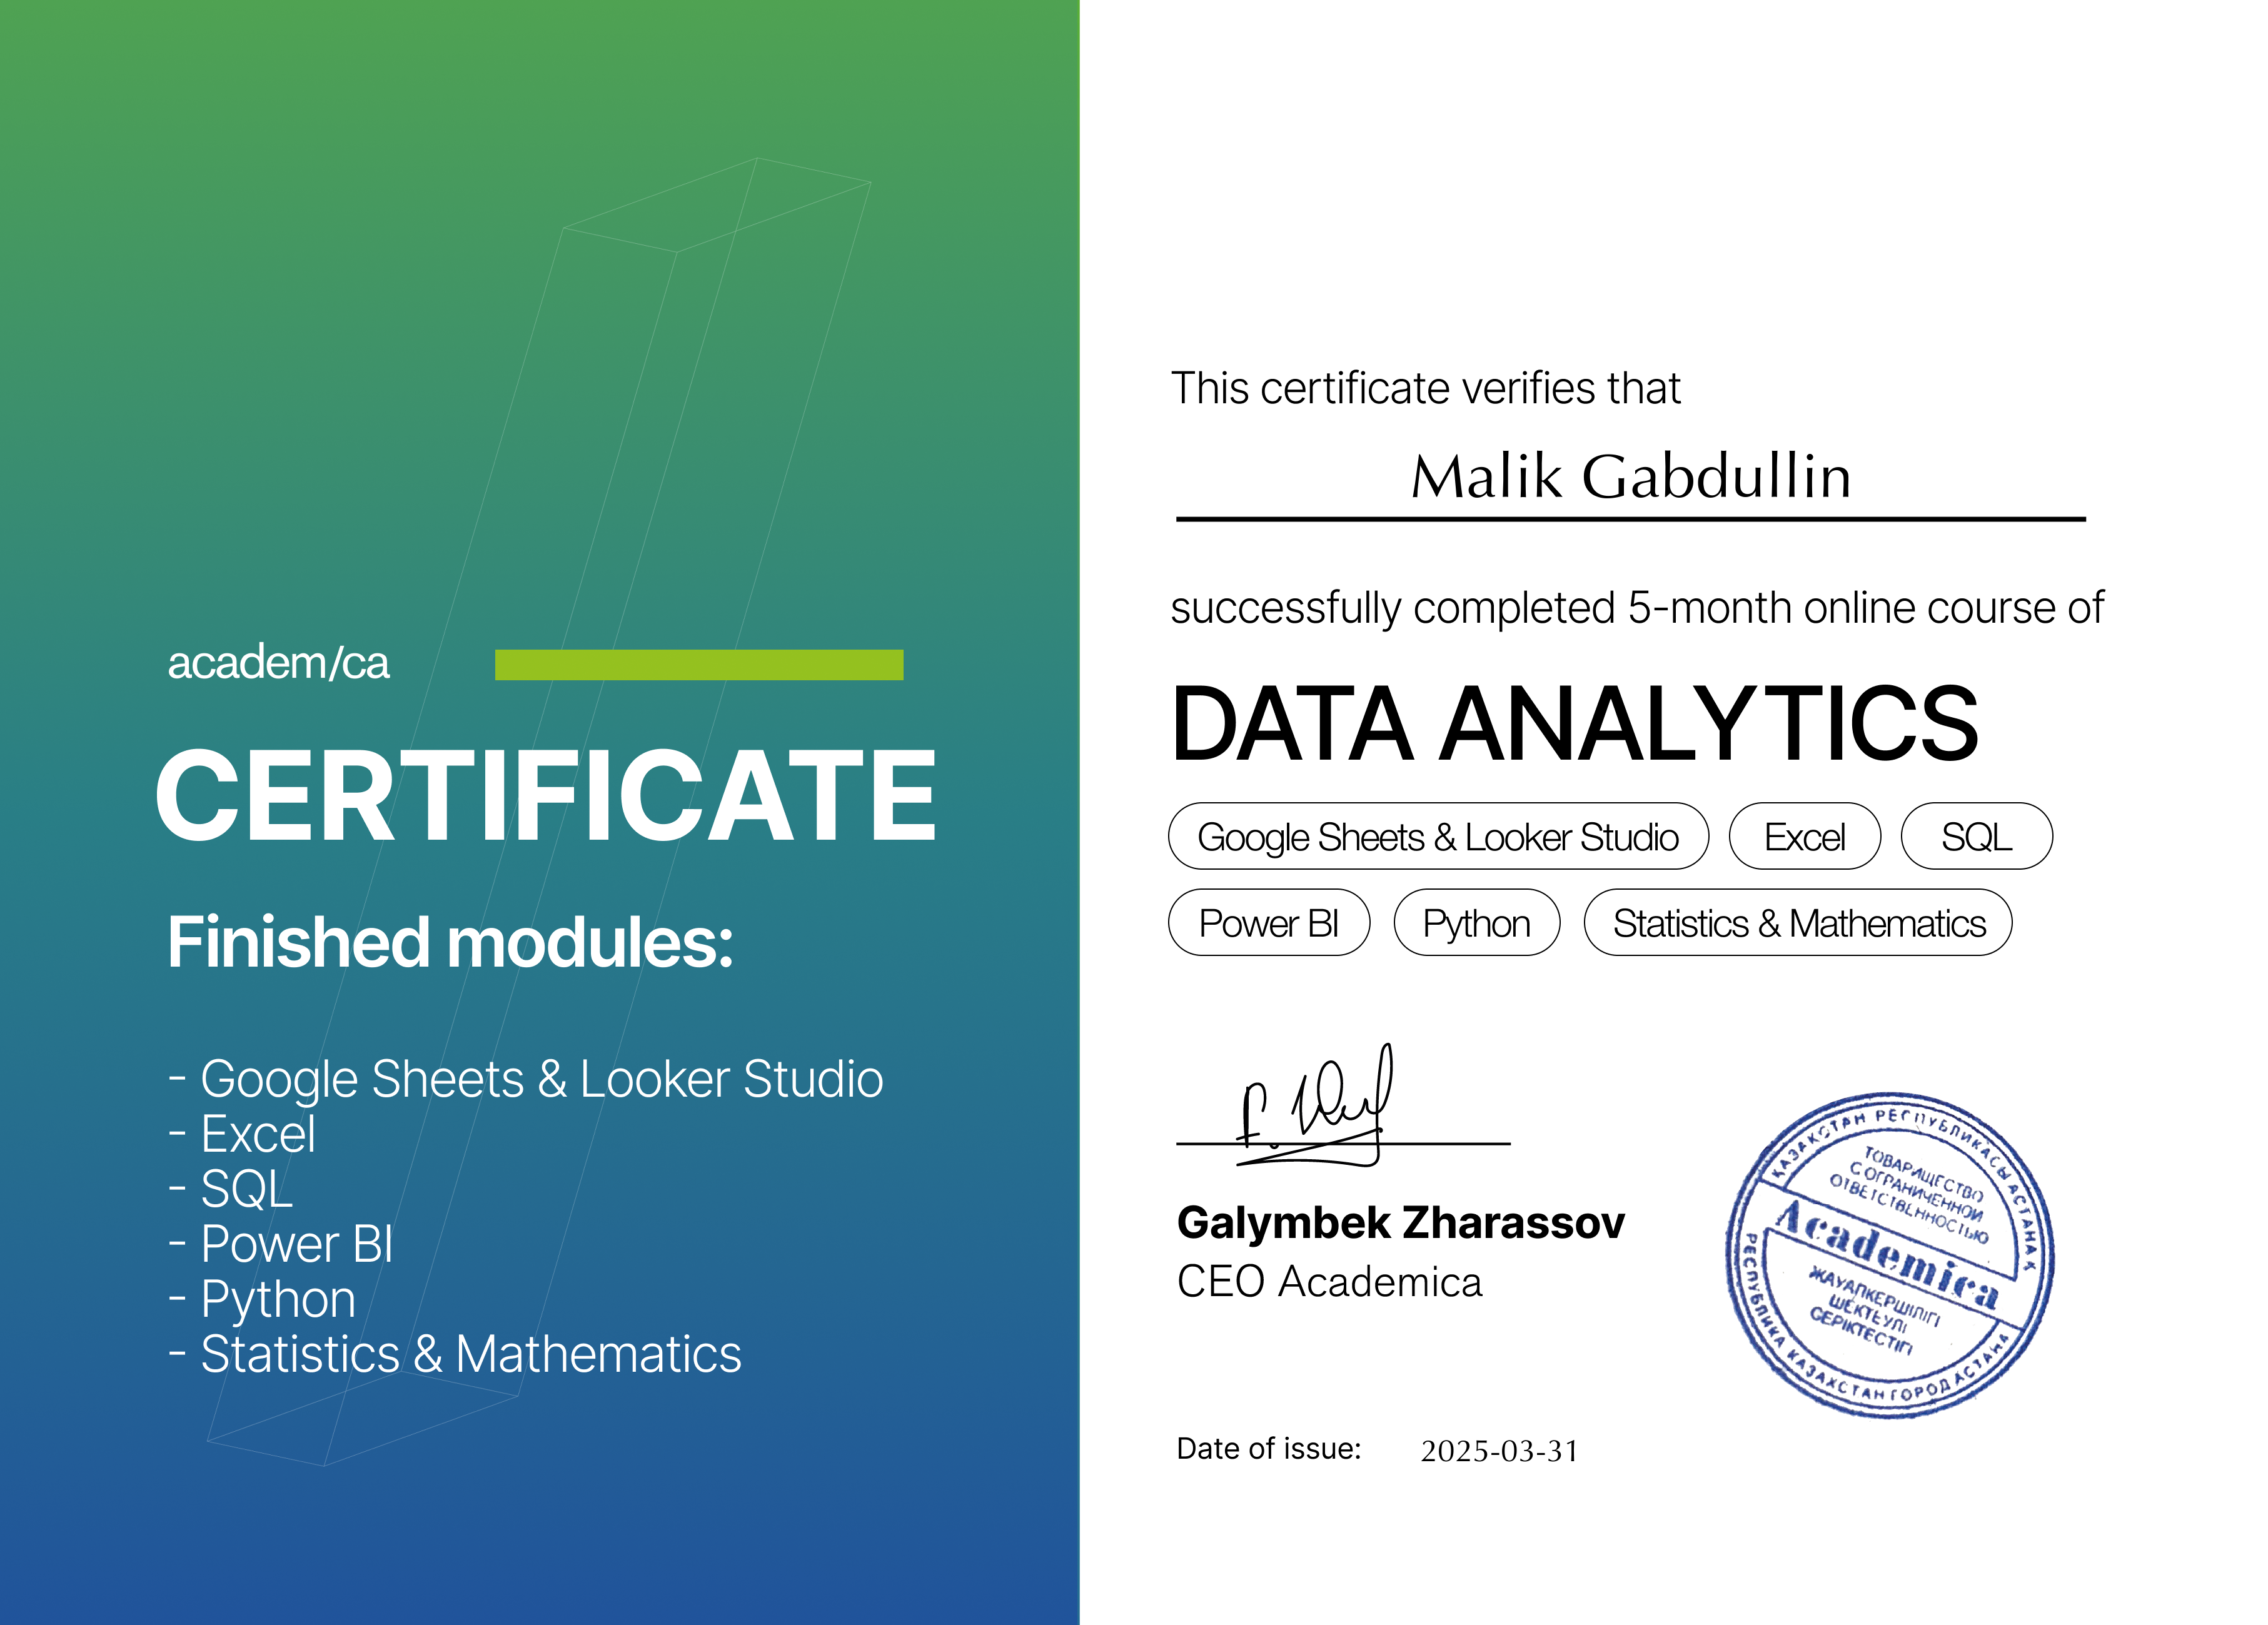 academ/ca
CERTIFICATE
Finished modules:
- Google Sheets & Looker Studio
- Excel
- SQL
- Power BI
- Python
- Statistics & Mathematics
This certificate verifies that
Malik Gabdullin
successfully completed 5-month online course of
DATA ANALYTICS
Google Sheets & Looker Studio
Excel
SQL
Power BI
Python
Statistics & Mathematics
Galymbek Zharassov
CEO Academica
Date of issue: 2025-03-31
ҚАЗАҚСТАН РЕСПУБЛИКАСЫ АСТАНА Қ
ТОВАРИЩЕСТВО
С ОГРАНИЧЕННОЙ
ОТВЕТСТВЕННОСТЬЮ
Academica
ЖАУАПКЕРШІЛІГІ
ШЕКТЕУЛІ
СЕРІКТЕСТІГІ
РЕСПУБЛИКА КАЗАХСТАН ГОРОД АСТАНА